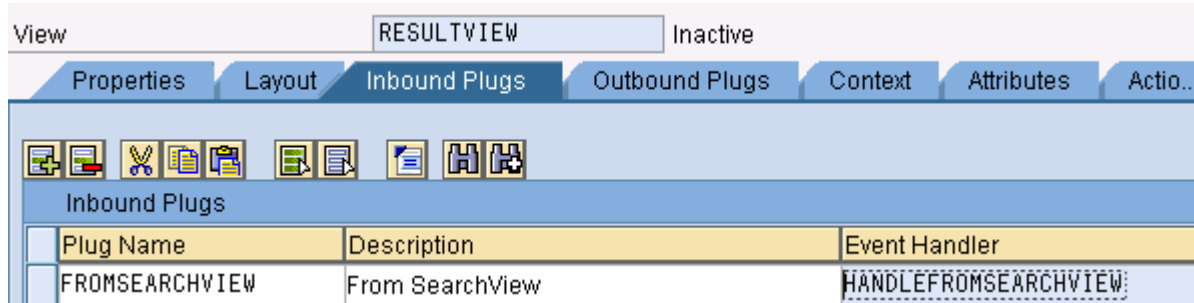 View RESULTVIEW Inactive
Properties Layout Inbound Plugs Outbound Plugs Context Attributes Actio..
Inbound Plugs
Plug Name Description Event Handler
FROMSEARCHVIEW From SearchView HANDLEFROMSEARCHVIEW